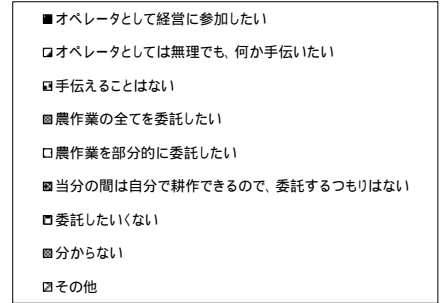 オペレータとして経営に参加したい
オペレータとしては無理でも、何か手伝いたい
手伝えることはない
農作業の全てを委託したい
農作業を部分的に委託したい
当分の間は自分で耕作できるので、委託するつもりはない
委託したいくない
分からない
その他